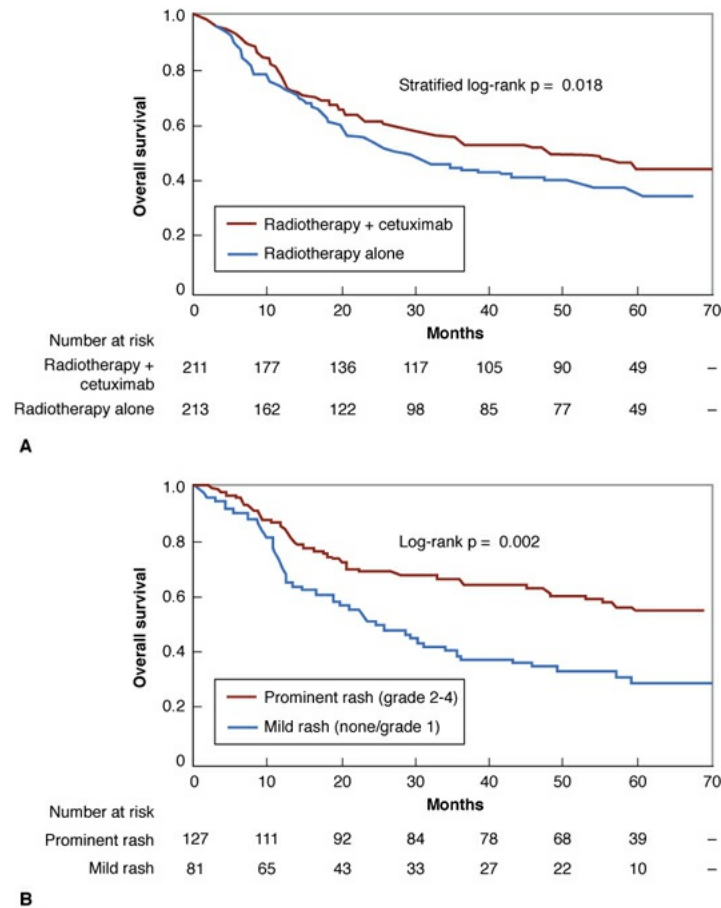 1.0
0.8
0.6
0.4
0.2
0
Overall survival
Stratified log-rank p = 0.018
Radiotherapy + cetuximab
Radiotherapy alone
0 10 20 30 40 50 60 70
Months
Number at risk
Radiotherapy + cetuximab 211 177 136 117 105 90 49 –
Radiotherapy alone 213 162 122 98 85 77 49 –
A
1.0
0.8
0.6
0.4
0.2
0
Overall survival
Log-rank p = 0.002
Prominent rash (grade 2-4)
Mild rash (none/grade 1)
0 10 20 30 40 50 60 70
Months
Number at risk
Prominent rash 127 111 92 84 78 68 39 –
Mild rash 81 65 43 33 27 22 10 –
B